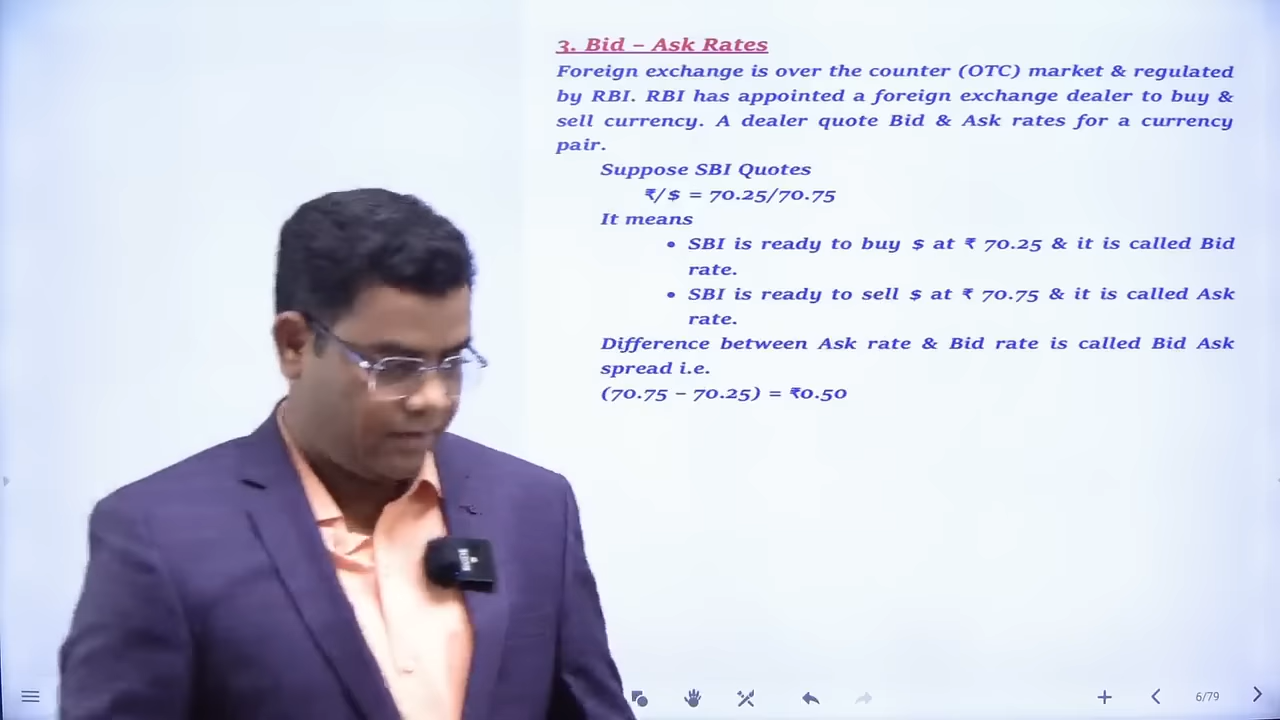 3. Bid – Ask Rates
Foreign exchange is over the counter (OTC) market & regulated
by RBI. RBI has appointed a foreign exchange dealer to buy &
sell currency. A dealer quote Bid & Ask rates for a currency
pair.
Suppose SBI Quotes
₹/$ = 70.25/70.75
It means
• SBI is ready to buy $ at ₹ 70.25 & it is called Bid
rate.
• SBI is ready to sell $ at ₹ 70.75 & it is called Ask
rate.
Difference between Ask rate & Bid rate is called Bid Ask
spread i.e.
(70.75 – 70.25) = ₹0.50
6/79